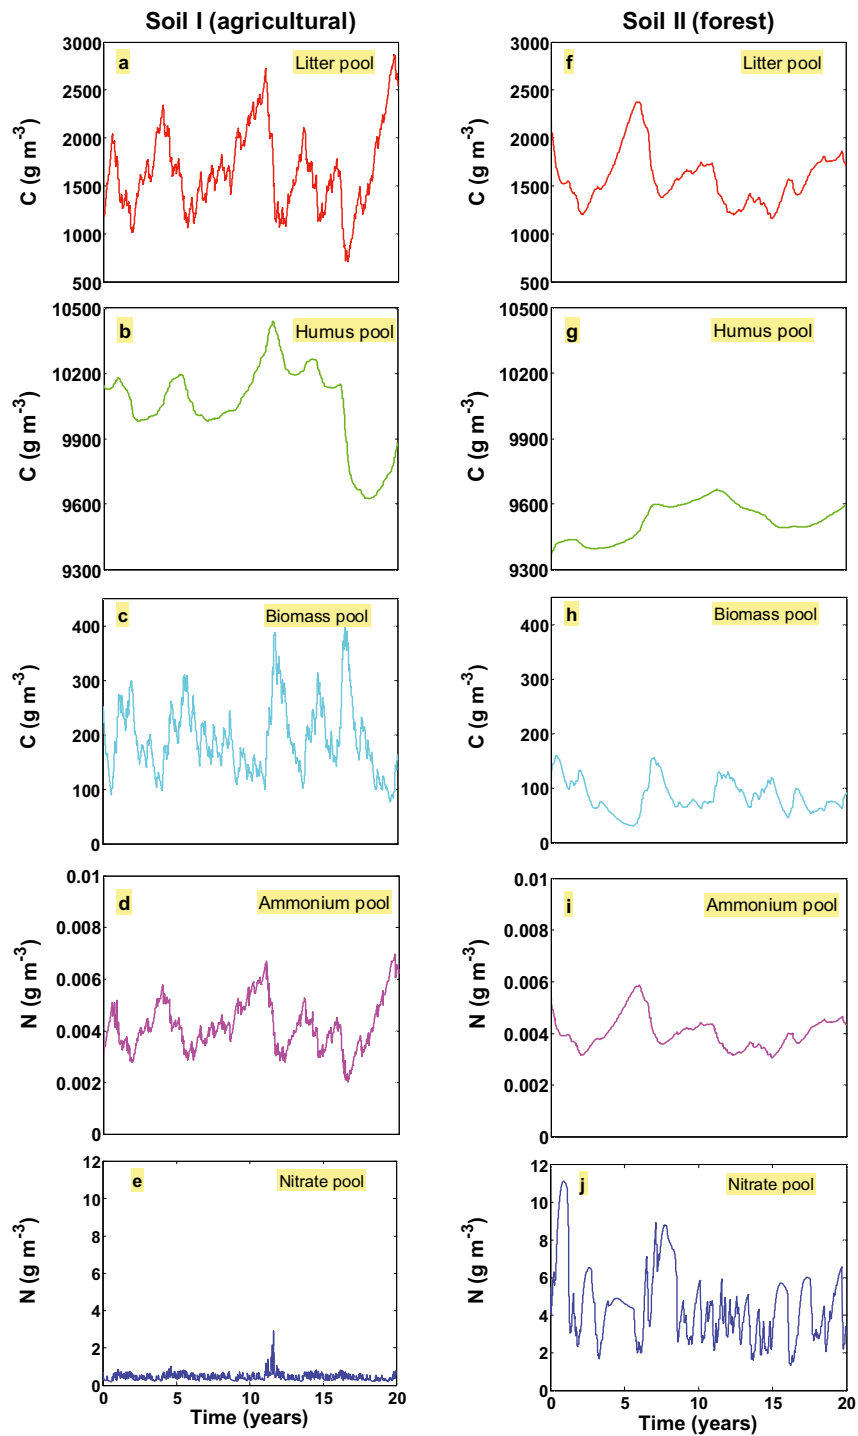 Soil I (agricultural)
Soil II (forest)
a
Litter pool
C (g m⁻³)
3000
2500
2000
1500
1000
500
f
Litter pool
C (g m⁻³)
3000
2500
2000
1500
1000
500
b
Humus pool
C (g m⁻³)
10500
10200
9900
9600
9300
g
Humus pool
C (g m⁻³)
10500
10200
9900
9600
9300
c
Biomass pool
C (g m⁻³)
400
300
200
100
0
h
Biomass pool
C (g m⁻³)
400
300
200
100
0
d
Ammonium pool
N (g m⁻³)
0.01
0.008
0.006
0.004
0.002
0
i
Ammonium pool
N (g m⁻³)
0.01
0.008
0.006
0.004
0.002
0
e
Nitrate pool
N (g m⁻³)
12
10
8
6
4
2
0
0 5 10 15 20
Time (years)
j
Nitrate pool
N (g m⁻³)
12
10
8
6
4
2
0
0 5 10 15 20
Time (years)